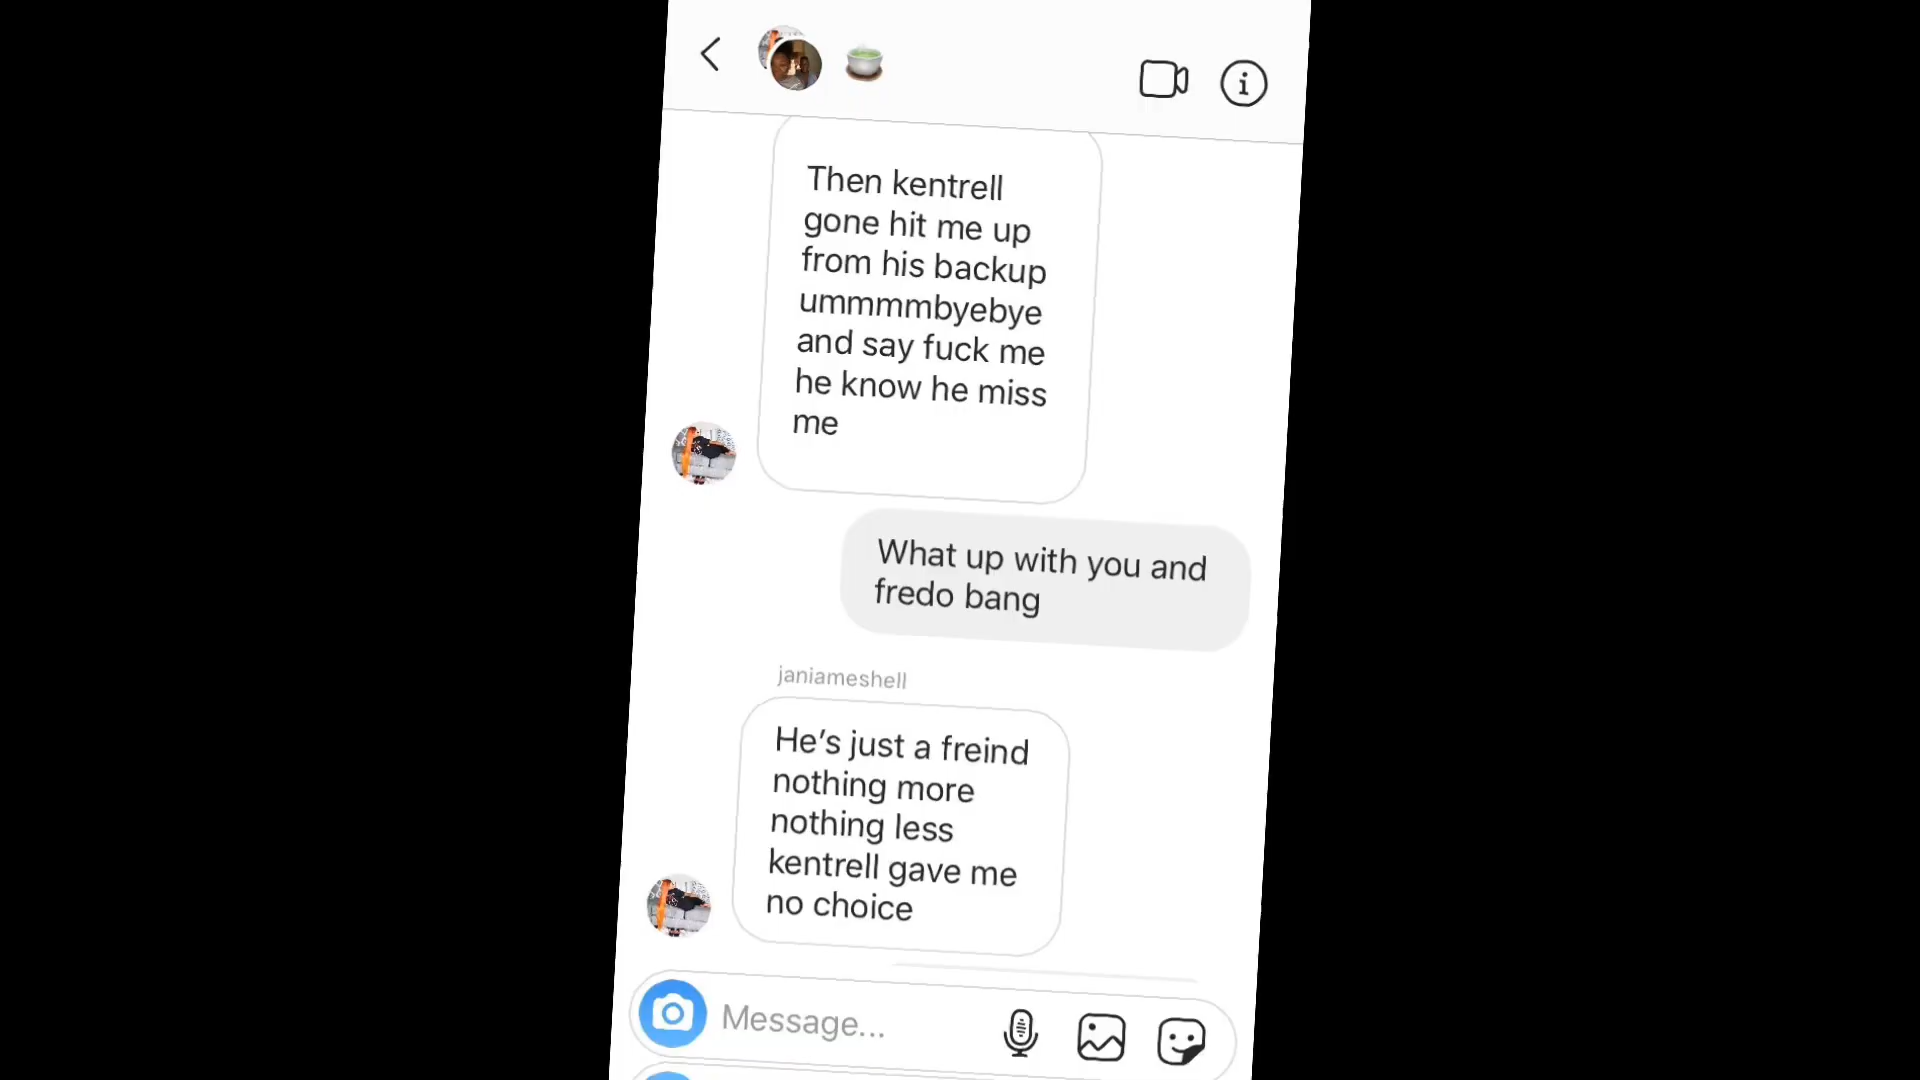 Then kentrell
gone hit me up
from his backup
ummmmbyebye
and say fuck me
he know he miss
me
What up with you and
fredo bang
janiameshell
He's just a freind
nothing more
nothing less
kentrell gave me
no choice
Message...